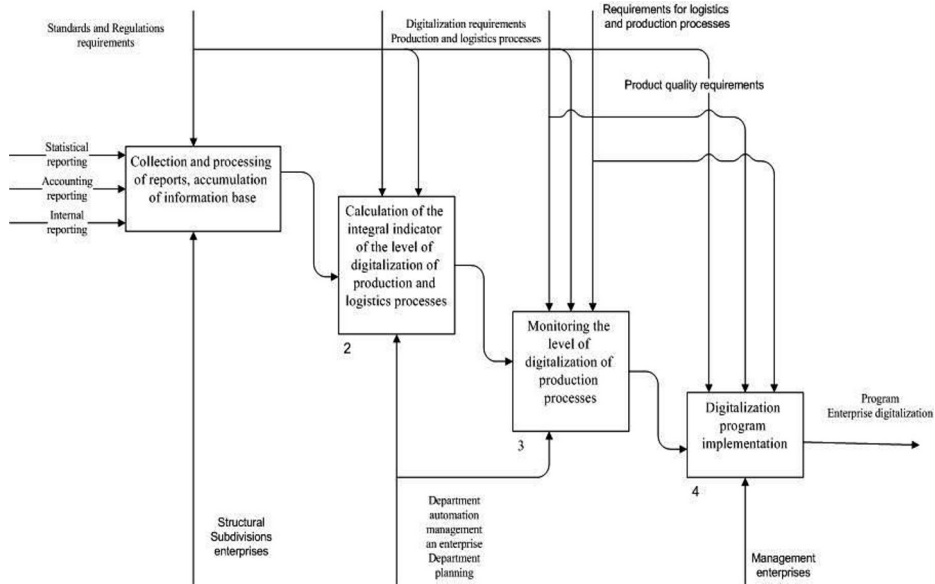 Standards and Regulations
requirements
Digitalization requirements
Production and logistics processes
Requirements for logistics
and production processes
Product quality requirements
Statistical
reporting
Accounting
reporting
Internal
reporting
Collection and processing
of reports, accumulation
of information base
Calculation of the
integral indicator
of the level of
digitalization of
production and
logistics processes
2
Monitoring the
level of
digitalization of
production
processes
3
Digitalization
program
implementation
4
Program
Enterprise digitalization
Structural
Subdivisions
enterprises
Department
automation
management
an enterprise
Department
planning
Management
enterprises